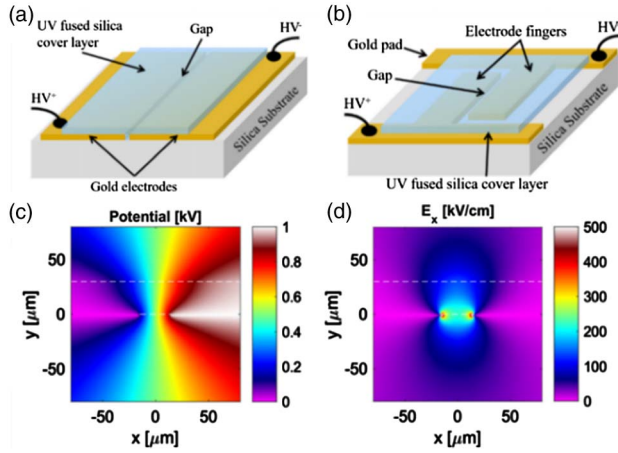 (a)
UV fused silica
cover layer
Gap
HV-
HV+
Gold electrodes
Silica Substrate
(b)
Gold pad
Electrode fingers
HV
Gap
HV+
UV fused silica cover layer
Silica Substrate
(c)
Potential [kV]
y [μm]
50
0
-50
-50 0 50
x [μm]
1
0.8
0.6
0.4
0.2
0
(d)
Ex [kV/cm]
y [μm]
50
0
-50
-50 0 50
x [μm]
500
400
300
200
100
0